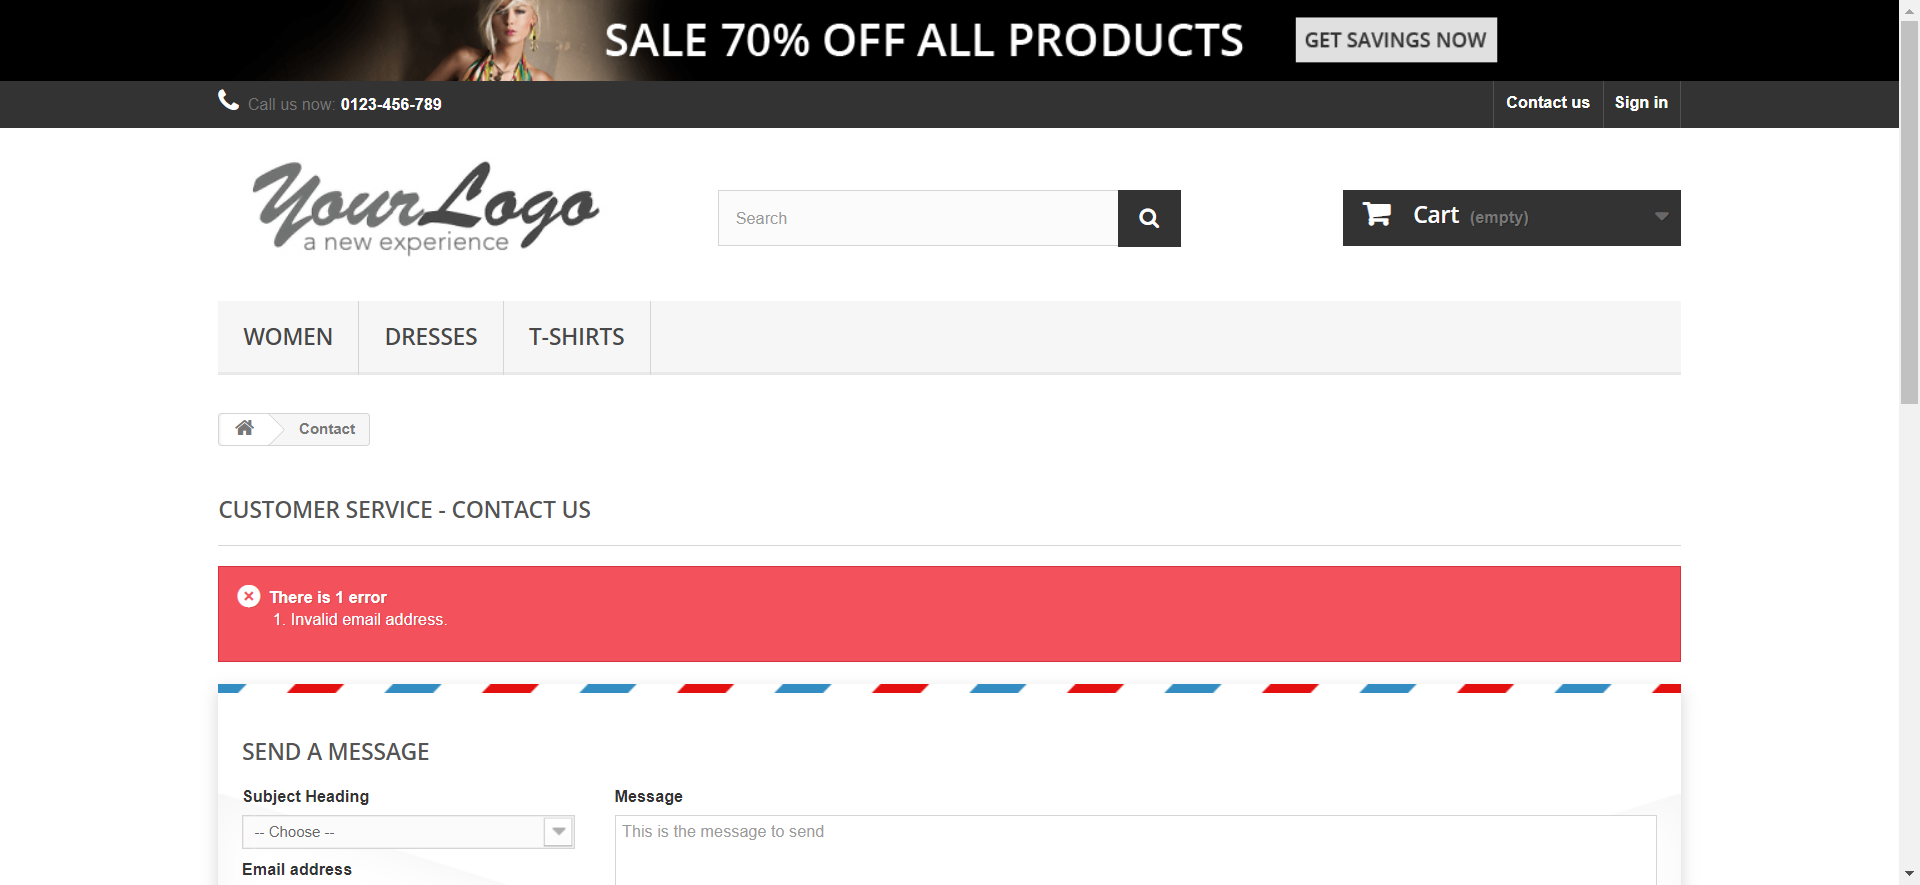 SALE 70% OFF ALL PRODUCTS GET SAVINGS NOW
Call us now: 0123-456-789 Contact us Sign in
Your Logo
a new experience
Search
Cart (empty)
WOMEN DRESSES T-SHIRTS
Contact
CUSTOMER SERVICE - CONTACT US
There is 1 error
1. Invalid email address.
SEND A MESSAGE
Subject Heading
-- Choose --
Email address
Message
This is the message to send